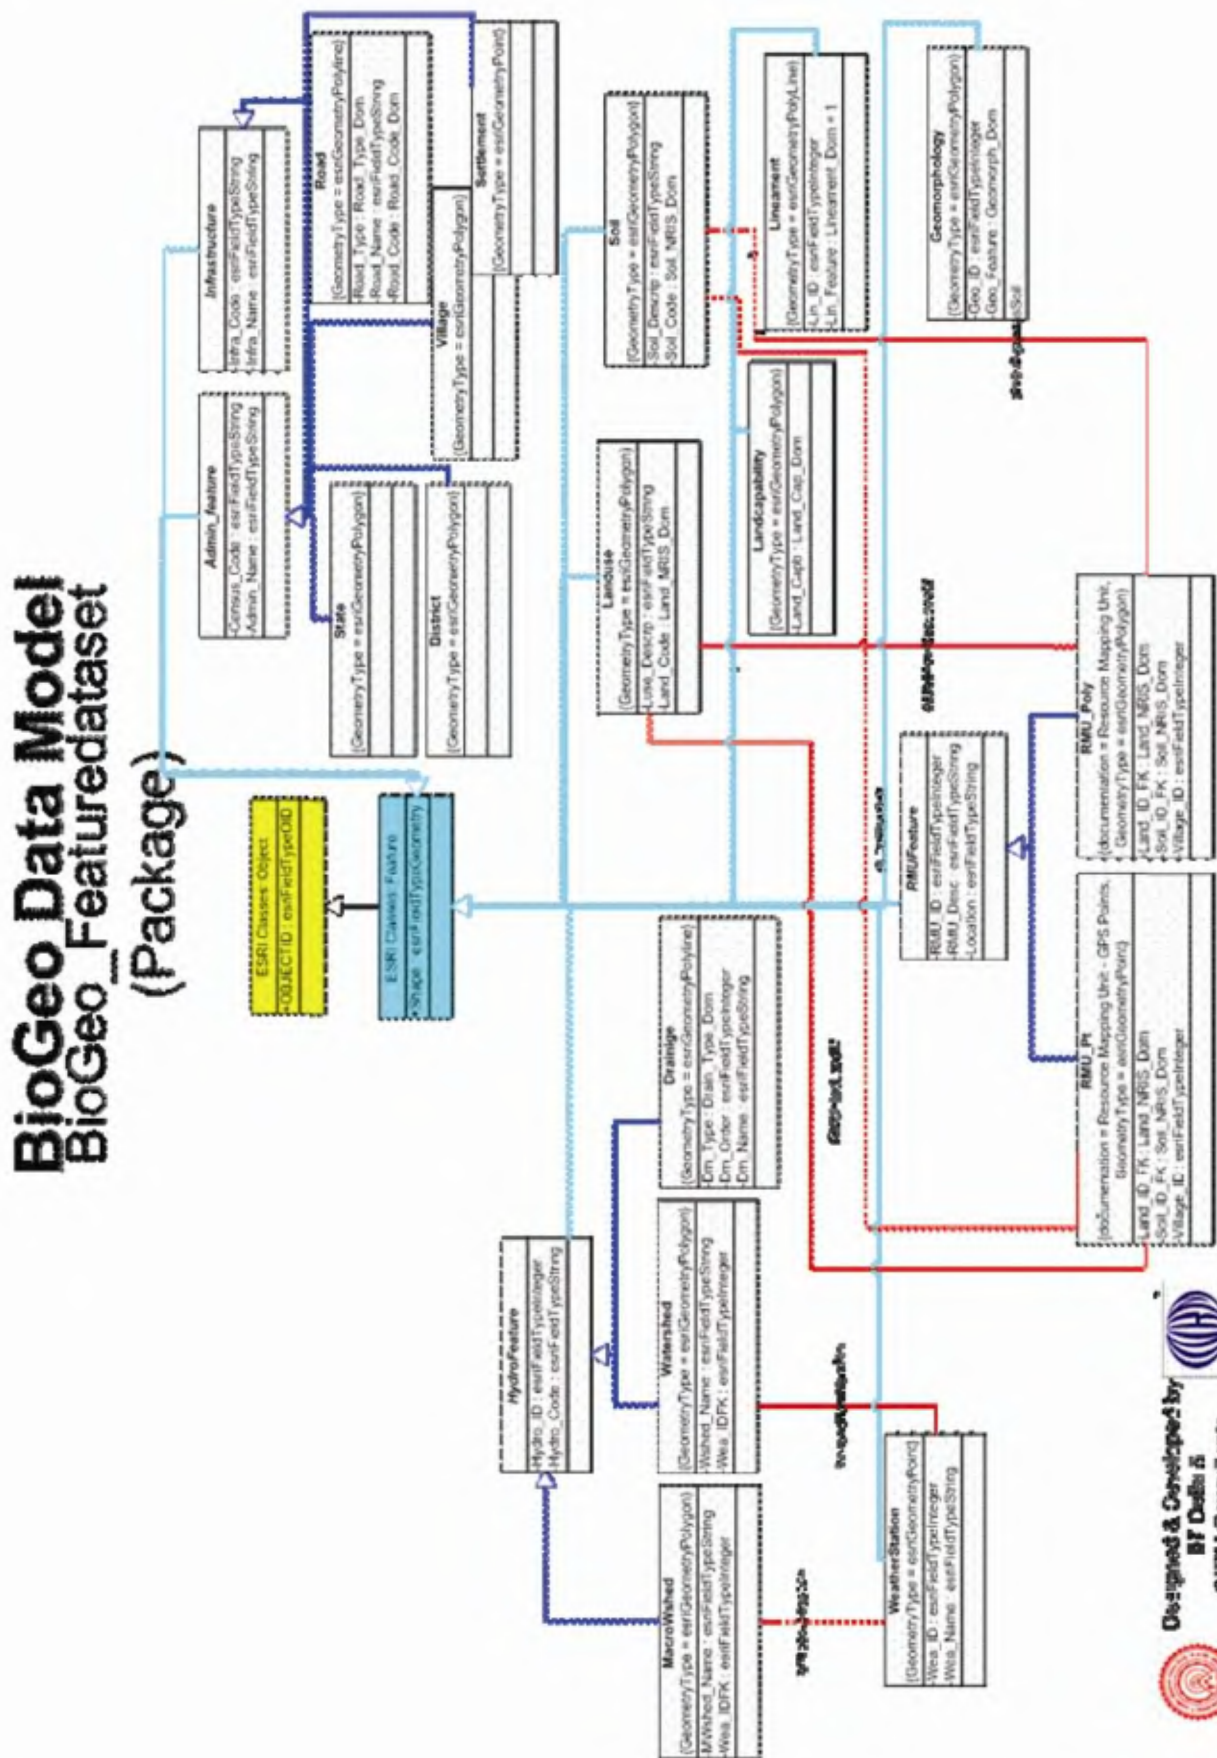 BioGeo Data Model
BioGeo_Featuredataset
(Package)
ESRI Classes::Object
+OBJECTID : esriFieldTypeOID
ESRI Classes::Feature
+Shape : esriFieldTypeGeometry
Admin_feature
-Census_Code : esriFieldTypeString
-Admin_Name : esriFieldTypeString
Infrastructure
-Infra_Code : esriFieldTypeString
-Infra_Name : esriFieldTypeString
State
{GeometryType = esriGeometryPolygon}
District
{GeometryType = esriGeometryPolygon}
Village
{GeometryType = esriGeometryPolygon}
Road
{GeometryType = esriGeometryPolyline}
-Road_Type : Road_Type_Dom
-Road_Name : esriFieldTypeString
-Road_Code : Road_Code_Dom
Settlement
{GeometryType = esriGeometryPoint}
HydroFeature
-Hydro_ID : esriFieldTypeInteger
-Hydro_Code : esriFieldTypeString
MacroWshed
{GeometryType = esriGeometryPolygon}
-MWshed_Name : esriFieldTypeString
-Wea_IDFK : esriFieldTypeInteger
Watershed
{GeometryType = esriGeometryPolygon}
-Wshed_Name : esriFieldTypeString
-Wea_IDFK : esriFieldTypeInteger
Drainige
{GeometryType = esriGeometryPolyline}
-Drn_Type : Drain_Type_Dom
-Drn_Order : esriFieldTypeInteger
-Drn_Name : esriFieldTypeString
Landuse
{GeometryType = esriGeometryPolygon}
-Luse_Descrp : esriFieldTypeString
-Land_Code : Land_NRIS_Dom
Soil
{GeometryType = esriGeometryPolygon}
-Soil_Descrip : esriFieldTypeString
-Soil_Code : Soil_NRIS_Dom
Landcapability
{GeometryType = esriGeometryPolygon}
-Land_Capb : Land_Cap_Dom
Lineament
{GeometryType = esriGeometryPolyLine}
-Lin_ID : esriFieldTypeInteger
-Lin_Feature : Lineament_Dom = 1
Geomorphology
{GeometryType = esriGeometryPolygon}
-Geo_ID : esriFieldTypeInteger
-Geo_Feature : Geomorph_Dom
WeatherStation
{GeometryType = esriGeometryPoint}
-Wea_ID : esriFieldTypeInteger
-Wea_Name : esriFieldTypeString
RMUFeature
-RMU_ID : esriFieldTypeInteger
-RMU_Desc : esriFieldTypeString
-Location : esriFieldTypeString
RMU_Pt
{documentation = Resource Mapping Unit - GPS Points,
GeometryType = esriGeometryPoint}
-Land_ID_FK : Land_NRIS_Dom
-Soil_ID_FK : Soil_NRIS_Dom
-Village_ID : esriFieldTypeInteger
RMU_Poly
{documentation = Resource Mapping Unit,
GeometryType = esriGeometryPolygon}
-Land_ID_FK : Land_NRIS_Dom
-Soil_ID_FK : Soil_NRIS_Dom
-Village_ID : esriFieldTypeInteger
Designed & Developed by